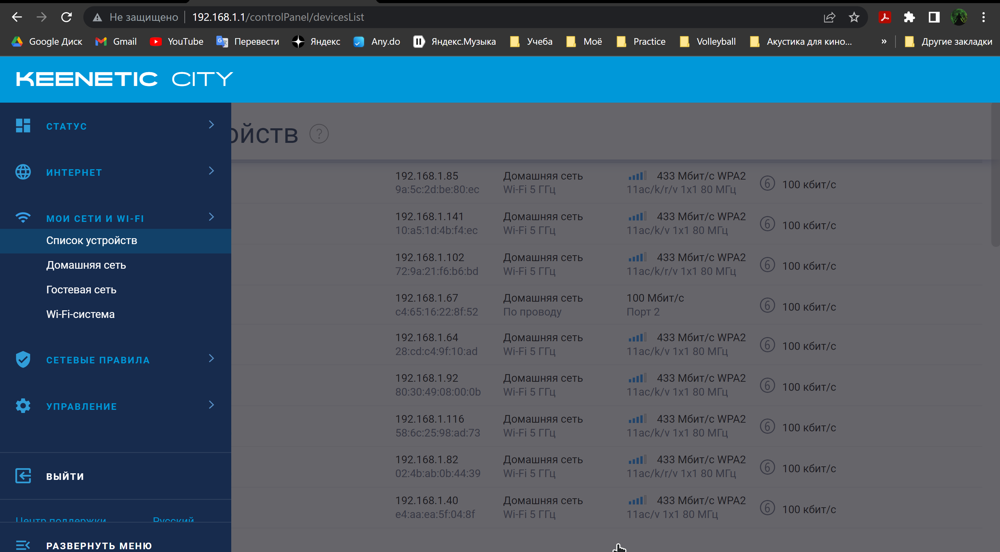 Не защищено 192.168.1.1/controlPanel/devicesList
Google Диск Gmail YouTube Перевести Яндекс Any.do Яндекс.Музыка Учеба Моё Practice Volleyball Акустика для кино... » Другие закладки
KEENETIC CITY
СТАТУС
ИНТЕРНЕТ
МОИ СЕТИ И WI-FI
Список устройств
Домашняя сеть
Гостевая сеть
Wi-Fi-система
СЕТЕВЫЕ ПРАВИЛА
УПРАВЛЕНИЕ
ВЫЙТИ
Центр поддержки Русский
РАЗВЕРНУТЬ МЕНЮ
ойств ?
192.168.1.85 Домашняя сеть 433 Мбит/с WPA2 6 100 кбит/с
9a:5c:2d:be:80:ec Wi-Fi 5 ГГц 11ac/k/r/v 1x1 80 МГц
192.168.1.141 Домашняя сеть 433 Мбит/с WPA2 6 100 кбит/с
10:a5:1d:4b:f4:ec Wi-Fi 5 ГГц 11ac/k/v 1x1 80 МГц
192.168.1.102 Домашняя сеть 433 Мбит/с WPA2 6 100 кбит/с
72:9a:21:f6:b6:bd Wi-Fi 5 ГГц 11ac/k/r/v 1x1 80 МГц
192.168.1.67 Домашняя сеть 100 Мбит/с 6 100 кбит/с
c4:65:16:22:8f:52 По проводу Порт 2
192.168.1.64 Домашняя сеть 433 Мбит/с WPA2 6 100 кбит/с
28:cd:c4:9f:10:ad Wi-Fi 5 ГГц 11ac/k/v 1x1 80 МГц
192.168.1.92 Домашняя сеть 433 Мбит/с WPA2 6 100 кбит/с
80:30:49:08:00:0b Wi-Fi 5 ГГц 11ac/k/v 1x1 80 МГц
192.168.1.116 Домашняя сеть 433 Мбит/с WPA2 6 100 кбит/с
58:6c:25:98:ad:73 Wi-Fi 5 ГГц 11ac/k/v 1x1 80 МГц
192.168.1.82 Домашняя сеть 433 Мбит/с WPA2 6 100 кбит/с
02:4b:ab:0b:44:39 Wi-Fi 5 ГГц 11ac/k/r/v 1x1 80 МГц
192.168.1.40 Домашняя сеть 433 Мбит/с WPA2 6 100 кбит/с
e4:aa:ea:5f:04:8f Wi-Fi 5 ГГц 11ac/v 1x1 80 МГц